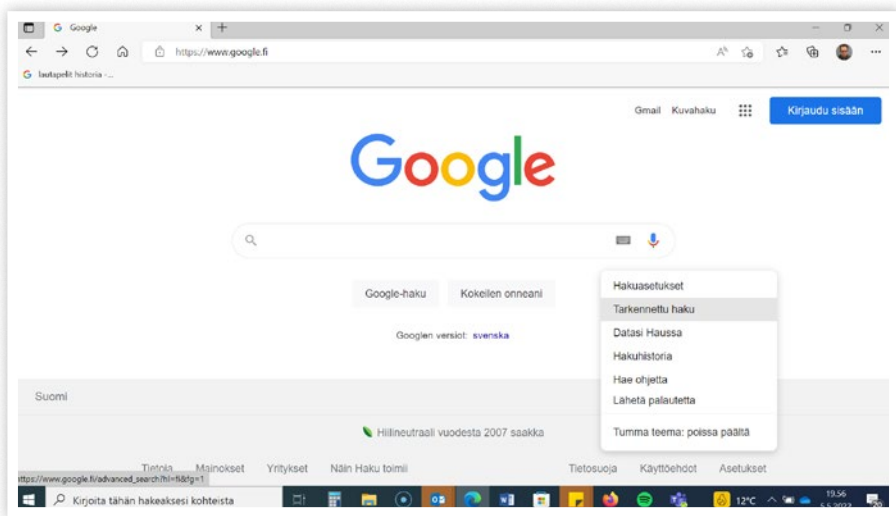 Google
https://www.google.fi
lautapelit historia -...
Gmail Kuvahaku Kirjaudu sisään
Google
Google-haku Kokeilen onneani
Googlen versiot: svenska
Hakuasetukset
Tarkennettu haku
Datasi Haussa
Hakuhistoria
Hae ohjetta
Lähetä palautetta
Tumma teema: poissa päältä
Suomi
Hiilineutraali vuodesta 2007 saakka
Tietoja Mainokset Yritykset Näin Haku toimii Tietosuoja Käyttöehdot Asetukset
ttps://www.google.fi/advanced_search?hl=fi&fg=1
Kirjoita tähän hakeaksesi kohteista 12°C 19.56